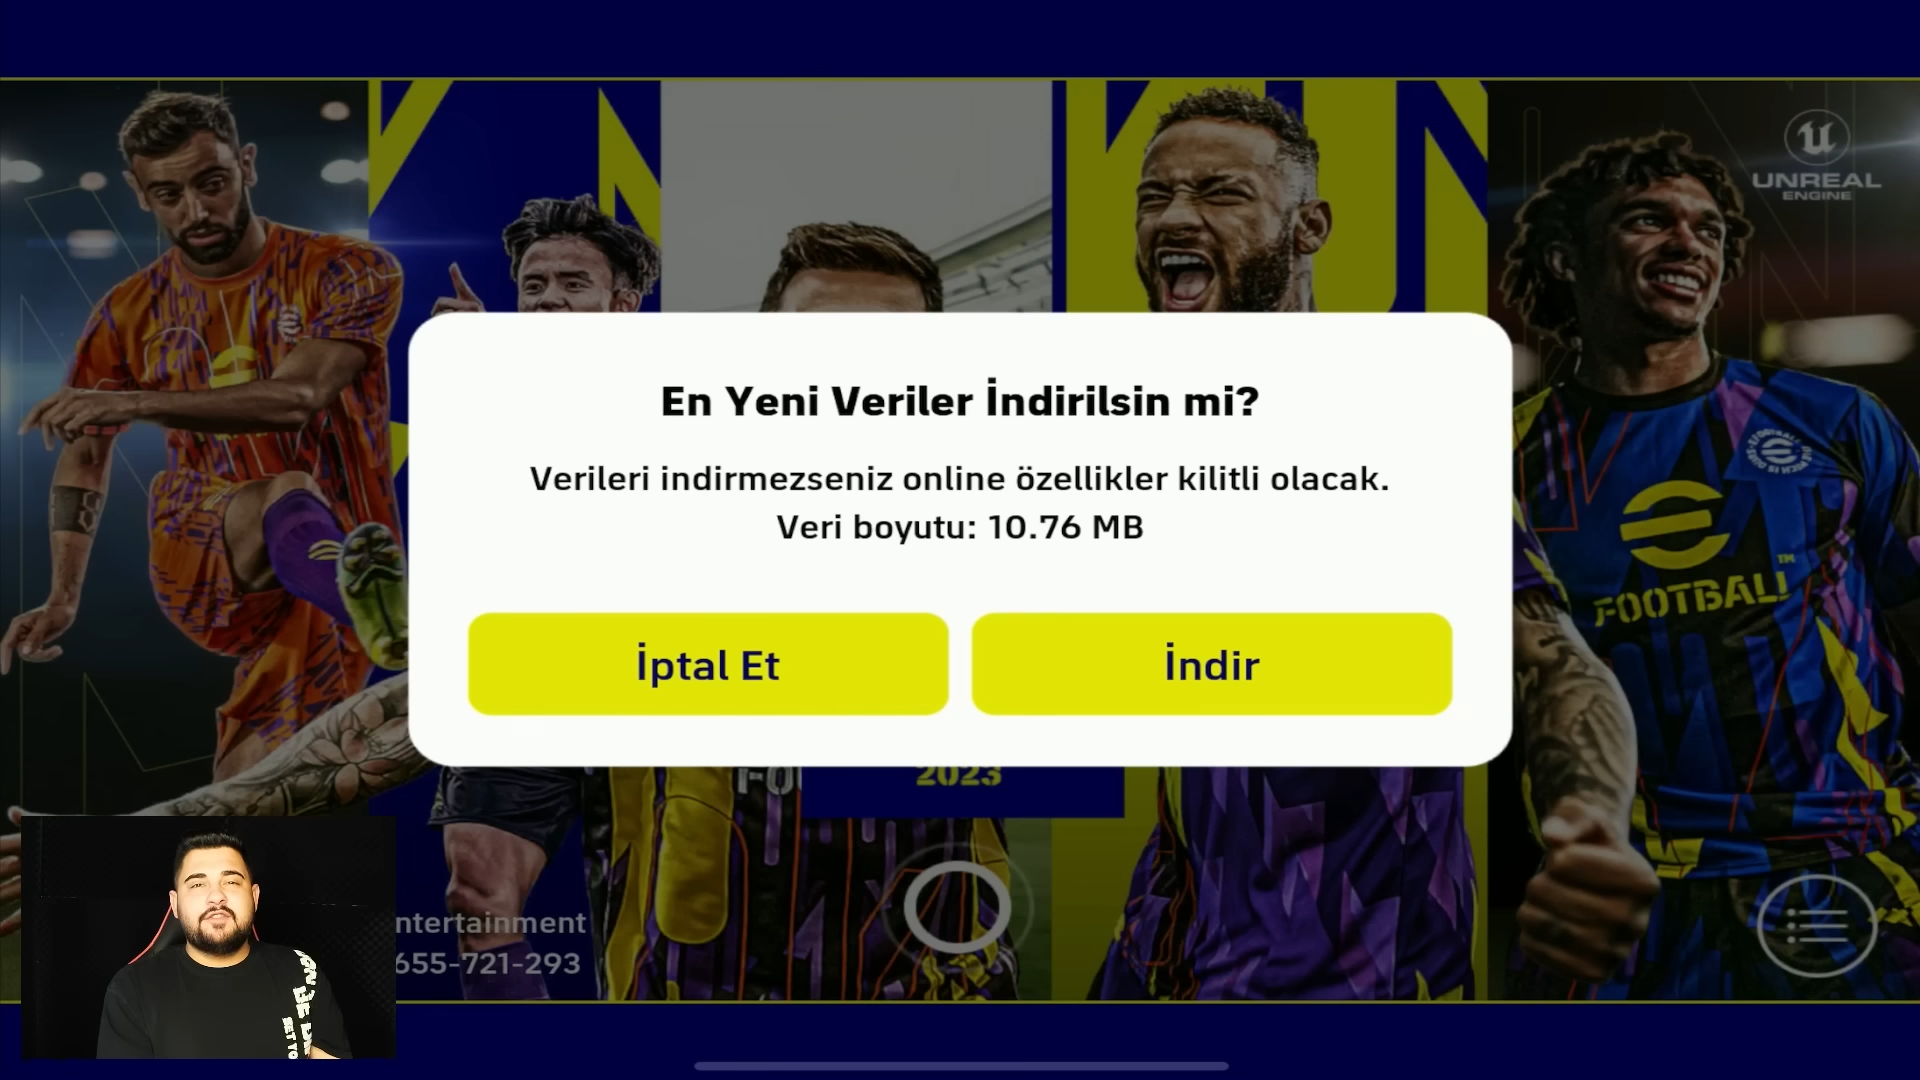 UNREAL
ENGINE
En Yeni Veriler İndirilsin mi?
Verileri indirmezseniz online özellikler kilitli olacak.
Veri boyutu: 10.76 MB
FOOTBALL
İptal Et
İndir
2023
ntertainment
655-721-293